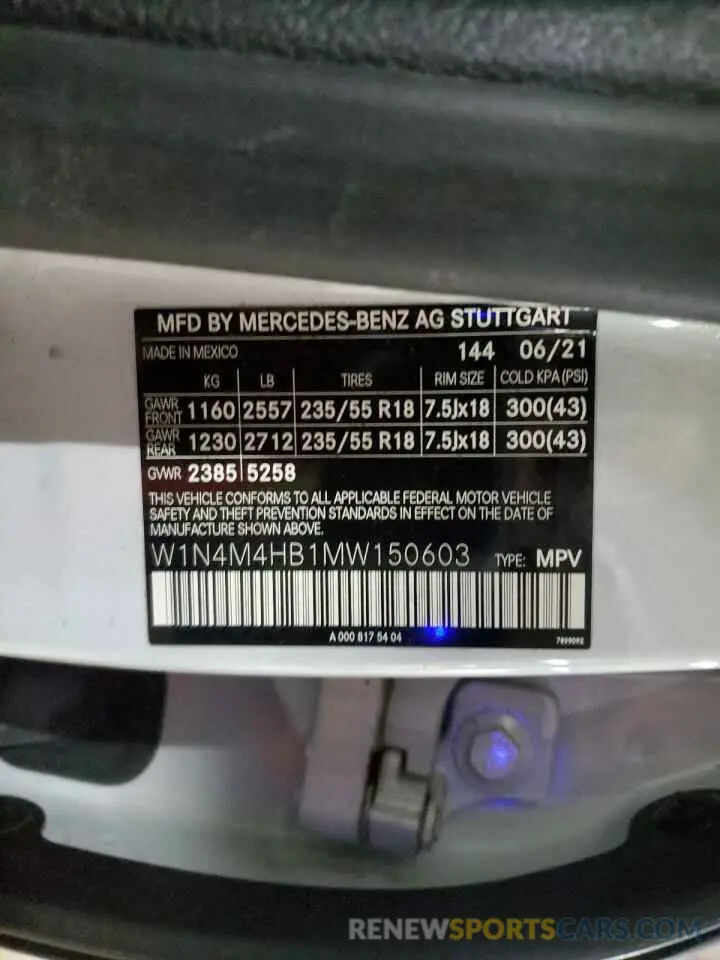 MFD BY MERCEDES-BENZ AG STUTTGART
MADE IN MEXICO 144 06/21
KG LB TIRES RIM SIZE COLD KPA(PSI)
GAWR FRONT 1160 2557 235/55 R18 7.5Jx18 300(43)
GAWR REAR 1230 2712 235/55 R18 7.5Jx18 300(43)
GVWR 2385 5258
THIS VEHICLE CONFORMS TO ALL APPLICABLE FEDERAL MOTOR VEHICLE
SAFETY AND THEFT PREVENTION STANDARDS IN EFFECT ON THE DATE OF
MANUFACTURE SHOWN ABOVE.
W1N4M4HB1MW150603 TYPE: MPV
A 000 817 54 04
RENEWSPORTSCARS.COM